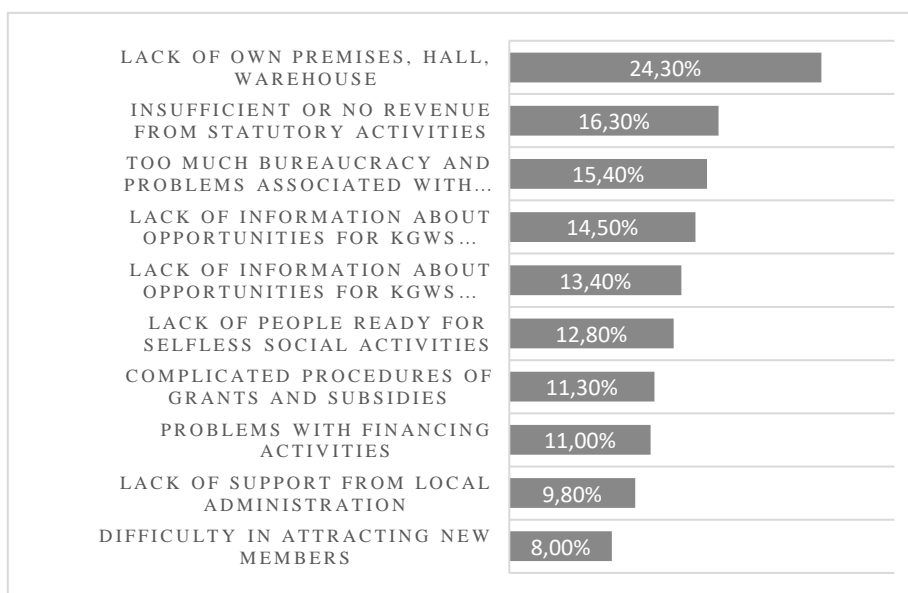 LACK OF OWN PREMISES, HALL,
WAREHOUSE
24,30%
INSUFFICIENT OR NO REVENUE
FROM STATUTORY ACTIVITIES
16,30%
TOO MUCH BUREAUCRACY AND
PROBLEMS ASSOCIATED WITH...
15,40%
LACK OF INFORMATION ABOUT
OPPORTUNITIES FOR KGWS...
14,50%
LACK OF INFORMATION ABOUT
OPPORTUNITIES FOR KGWS...
13,40%
LACK OF PEOPLE READY FOR
SELFLESS SOCIAL ACTIVITIES
12,80%
COMPLICATED PROCEDURES OF
GRANTS AND SUBSIDIES
11,30%
PROBLEMS WITH FINANCING
ACTIVITIES
11,00%
LACK OF SUPPORT FROM LOCAL
ADMINISTRATION
9,80%
DIFFICULTY IN ATTRACTING NEW
MEMBERS
8,00%